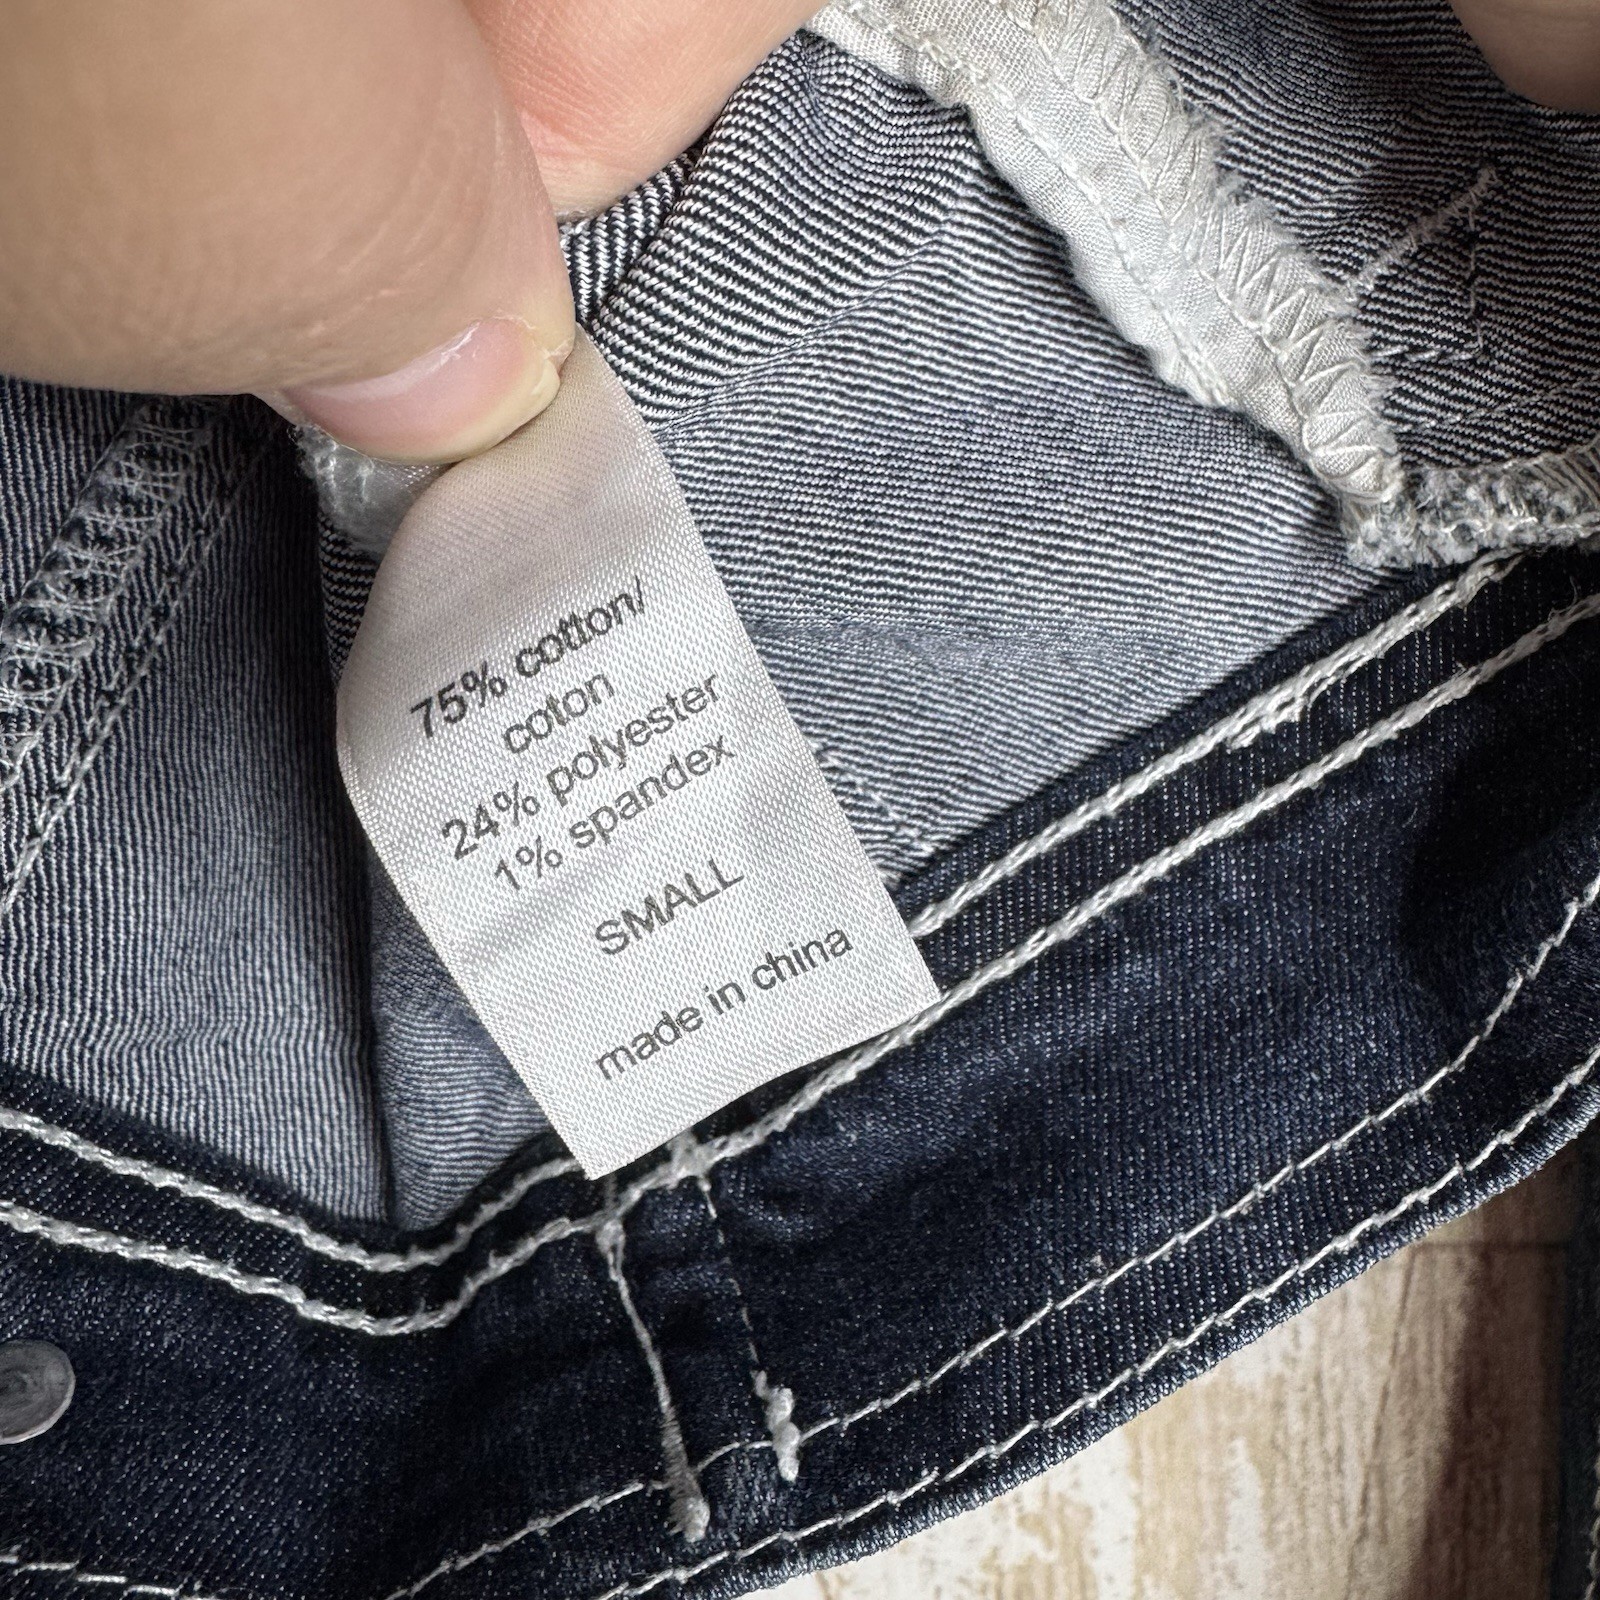 75% cotton/
coton
24% polyester
1% spandex
SMALL
made in china